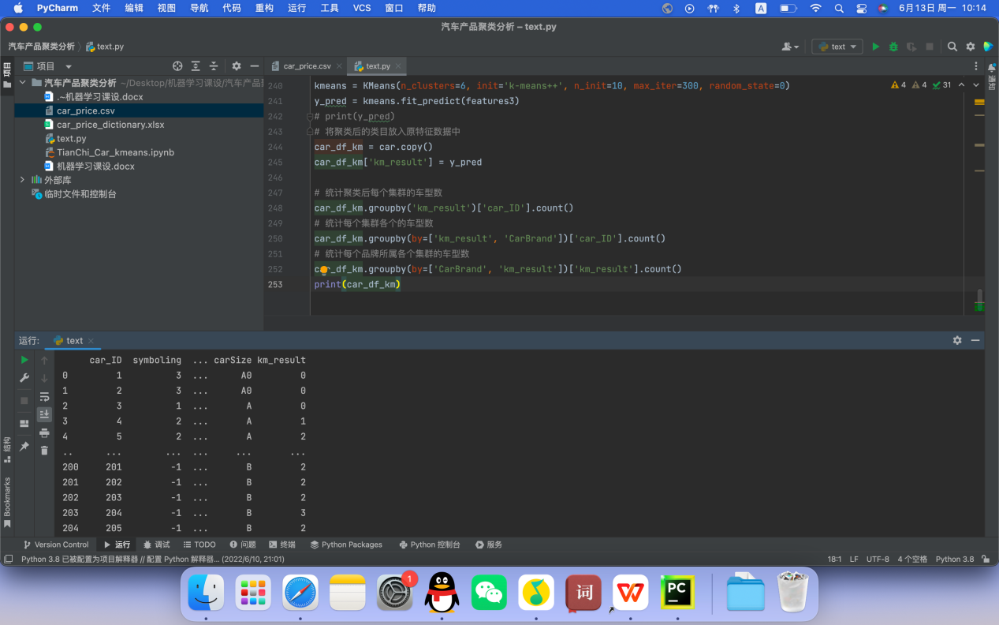 PyCharm 文件 编辑 视图 导航 代码 重构 运行 工具 VCS 窗口 帮助 A 6月13日 周一 10:14
汽车产品聚类分析 – text.py
汽车产品聚类分析 text.py text
项目 car_price.csv text.py
项目
汽车产品聚类分析 ~/Desktop/机器学习课设/汽车产品
.~机器学习课设.docx
car_price.csv
car_price_dictionary.xlsx
text.py
TianChi_Car_kmeans.ipynb
机器学习课设.docx
外部库
临时文件和控制台
通知
4 4 31
240 kmeans = KMeans(n_clusters=6, init='k-means++', n_init=10, max_iter=300, random_state=0)
241 y_pred = kmeans.fit_predict(features3)
242 # print(y_pred)
243 # 将聚类后的类目放入原特征数据中
244 car_df_km = car.copy()
245 car_df_km['km_result'] = y_pred
246
247 # 统计聚类后每个集群的车型数
248 car_df_km.groupby('km_result')['car_ID'].count()
249 # 统计每个集群各个的车型数
250 car_df_km.groupby(by=['km_result', 'CarBrand'])['car_ID'].count()
251 # 统计每个品牌所属各个集群的车型数
252 car_df_km.groupby(by=['CarBrand', 'km_result'])['km_result'].count()
253 print(car_df_km)
运行: text
car_ID symboling ... carSize km_result
0 1 3 ... A0 0
1 2 3 ... A0 0
2 3 1 ... A 0
3 4 2 ... A 1
4 5 2 ... A 2
.. ... ... ... ... ...
200 201 -1 ... B 2
201 202 -1 ... B 2
202 203 -1 ... B 2
203 204 -1 ... B 3
204 205 -1 ... B 2
结构
Bookmarks
Version Control 运行 调试 TODO 问题 终端 Python Packages Python 控制台 服务
Python 3.8 已被配置为项目解释器 // 配置 Python 解释器... (2022/6/10, 21:01) 18:1 LF UTF-8 4 个空格 Python 3.8
1
词
PC